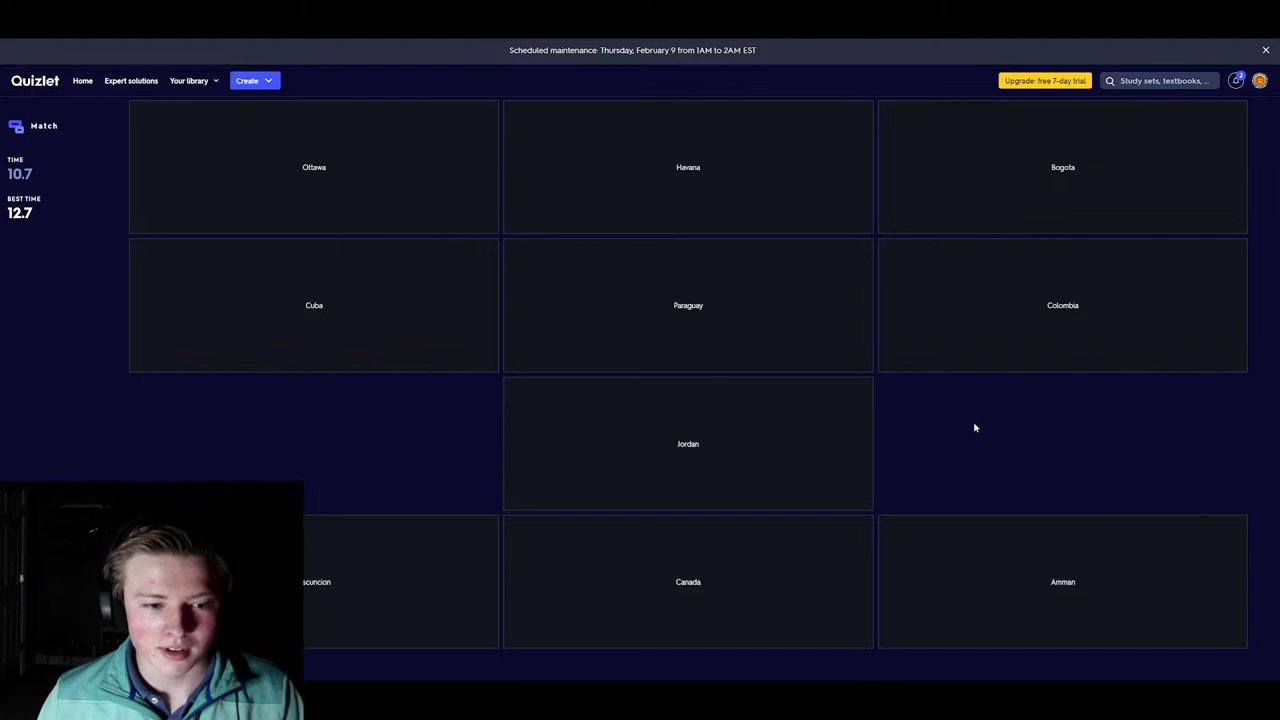 Scheduled maintenance: Thursday, February 9 from 1AM to 2AM EST
Quizlet Home Expert solutions Your library Create Upgrade: free 7-day trial Study sets, textbooks, ... 2
Match
TIME
10.7
BEST TIME
12.7
Ottawa Havana Bogota
Cuba Paraguay Colombia
Jordan
Canada Amman